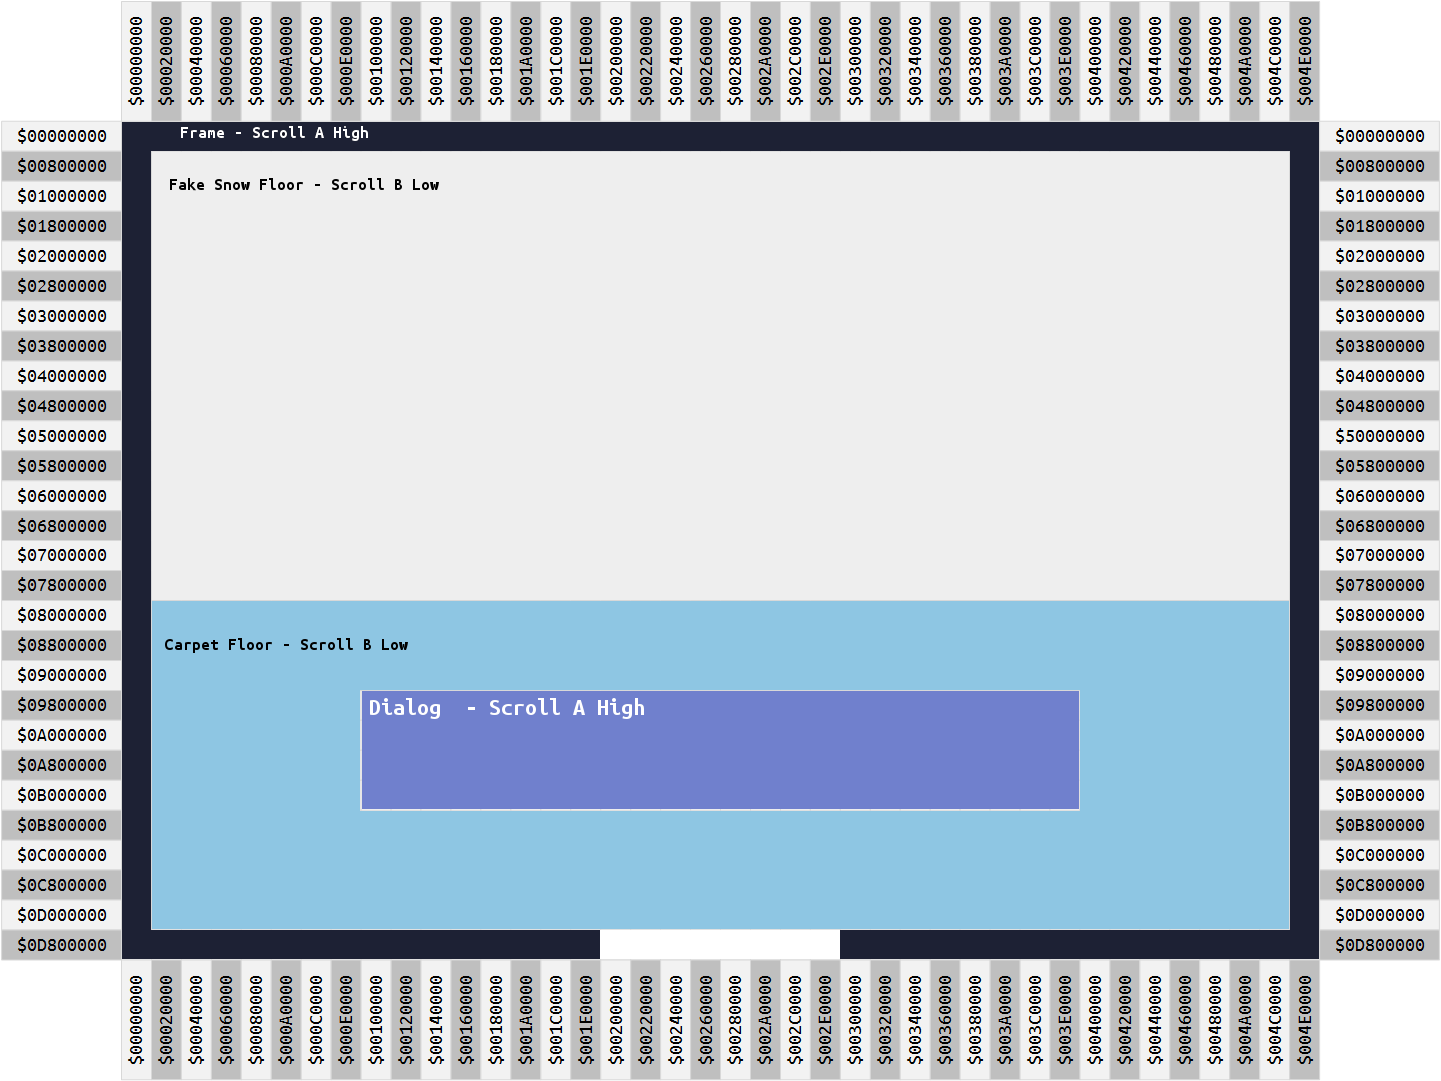 $00000000 $00020000 $00040000 $00060000 $00080000 $000A0000 $000C0000 $000E0000 $00100000 $00120000 $00140000 $00160000 $00180000 $001A0000 $001C0000 $001E0000 $00200000 $00220000 $00240000 $00260000 $00280000 $002A0000 $002C0000 $002E0000 $00300000 $00320000 $00340000 $00360000 $00380000 $003A0000 $003C0000 $003E0000 $00400000 $00420000 $00440000 $00460000 $00480000 $004A0000 $004C0000 $004E0000
$00000000 Frame - Scroll A High $00000000
$00800000 $00800000
$01000000 Fake Snow Floor - Scroll B Low $01000000
$01800000 $01800000
$02000000 $02000000
$02800000 $02800000
$03000000 $03000000
$03800000 $03800000
$04000000 $04000000
$04800000 $04800000
$05000000 $50000000
$05800000 $05800000
$06000000 $06000000
$06800000 $06800000
$07000000 $07000000
$07800000 $07800000
$08000000 $08000000
$08800000 Carpet Floor - Scroll B Low $08800000
$09000000 $09000000
$09800000 Dialog  - Scroll A High $09800000
$0A000000 $0A000000
$0A800000 $0A800000
$0B000000 $0B000000
$0B800000 $0B800000
$0C000000 $0C000000
$0C800000 $0C800000
$0D000000 $0D000000
$0D800000 $0D800000
$00000000 $00020000 $00040000 $00060000 $00080000 $000A0000 $000C0000 $000E0000 $00100000 $00120000 $00140000 $00160000 $00180000 $001A0000 $001C0000 $001E0000 $00200000 $00220000 $00240000 $00260000 $00280000 $002A0000 $002C0000 $002E0000 $00300000 $00320000 $00340000 $00360000 $00380000 $003A0000 $003C0000 $003E0000 $00400000 $00420000 $00440000 $00460000 $00480000 $004A0000 $004C0000 $004E0000